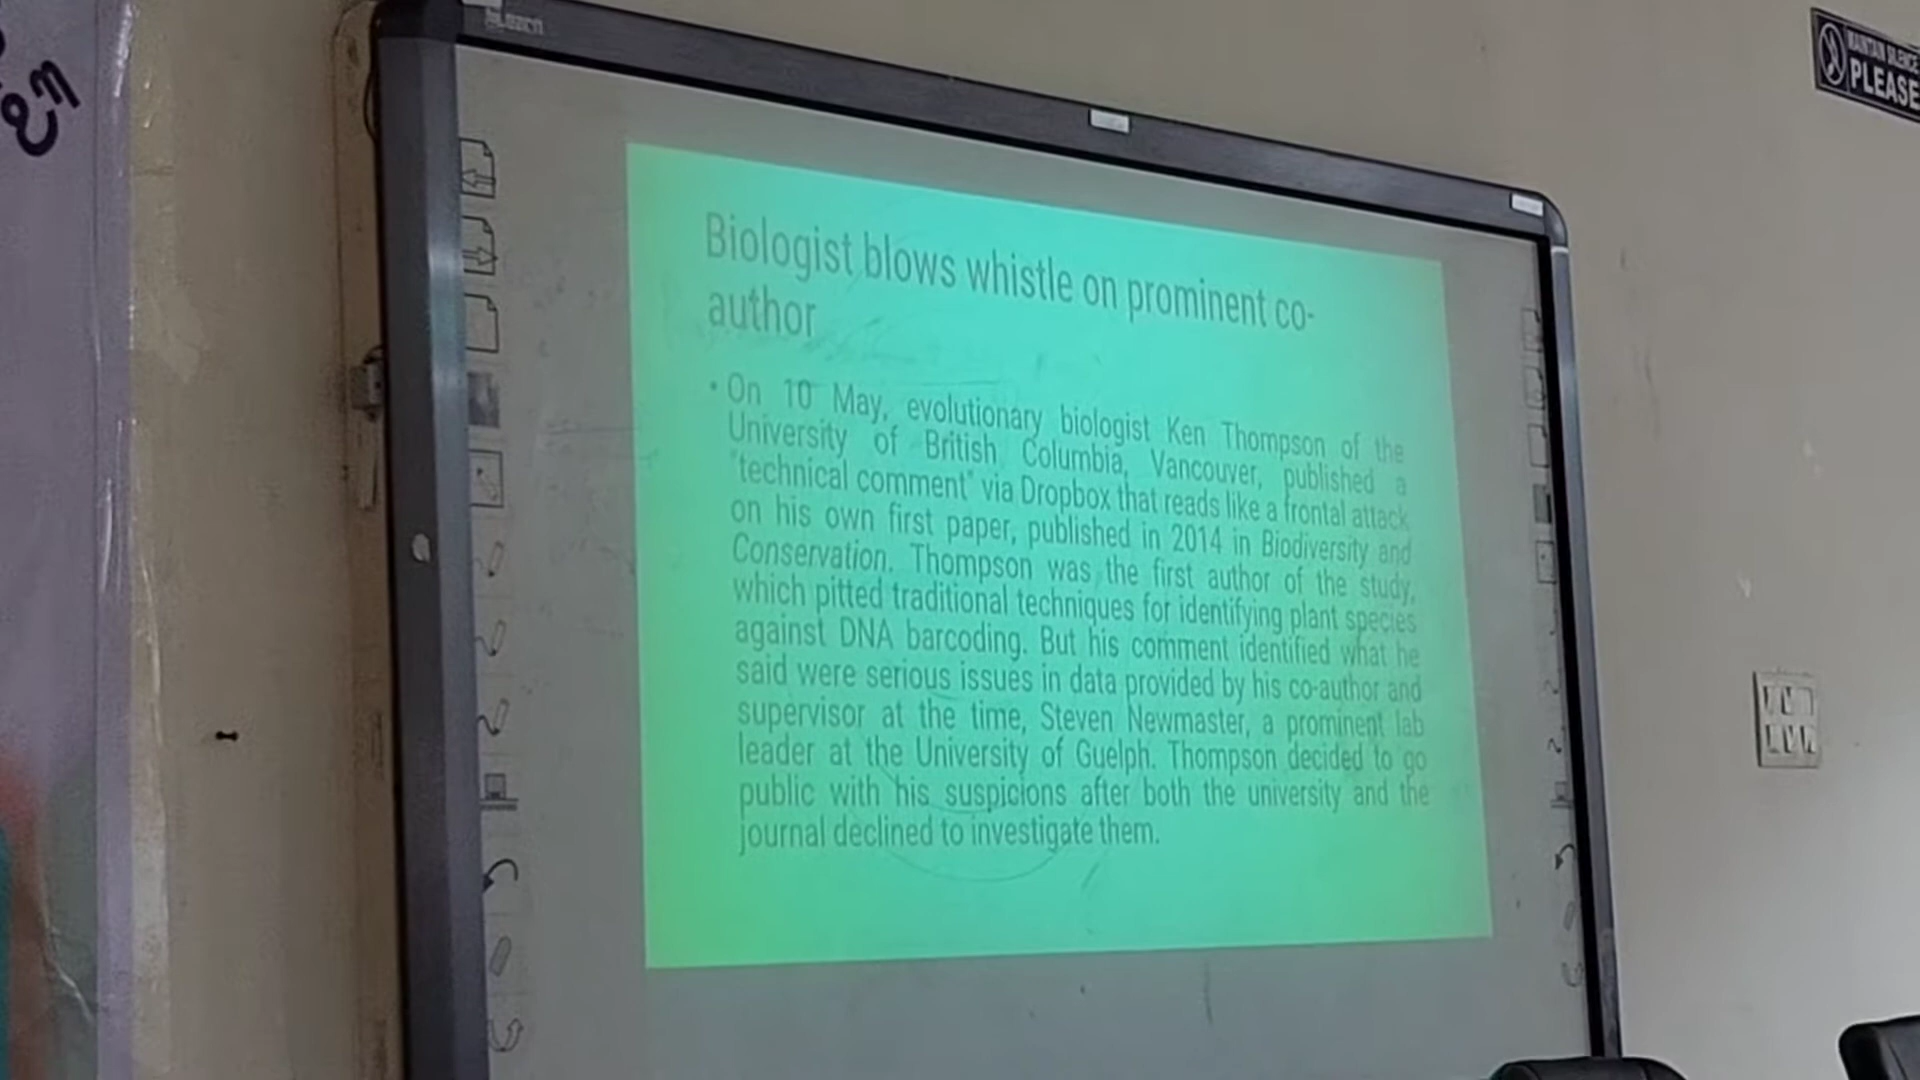 MAINTAIN SILENCE
PLEASE
Biologist blows whistle on prominent co-
author
• On 10 May, evolutionary biologist Ken Thompson of the
University of British Columbia, Vancouver, published a
"technical comment" via Dropbox that reads like a frontal attack
on his own first paper, published in 2014 in Biodiversity and
Conservation. Thompson was the first author of the study,
which pitted traditional techniques for identifying plant species
against DNA barcoding. But his comment identified what he
said were serious issues in data provided by his co-author and
supervisor at the time, Steven Newmaster, a prominent lab
leader at the University of Guelph. Thompson decided to go
public with his suspicions after both the university and the
journal declined to investigate them.